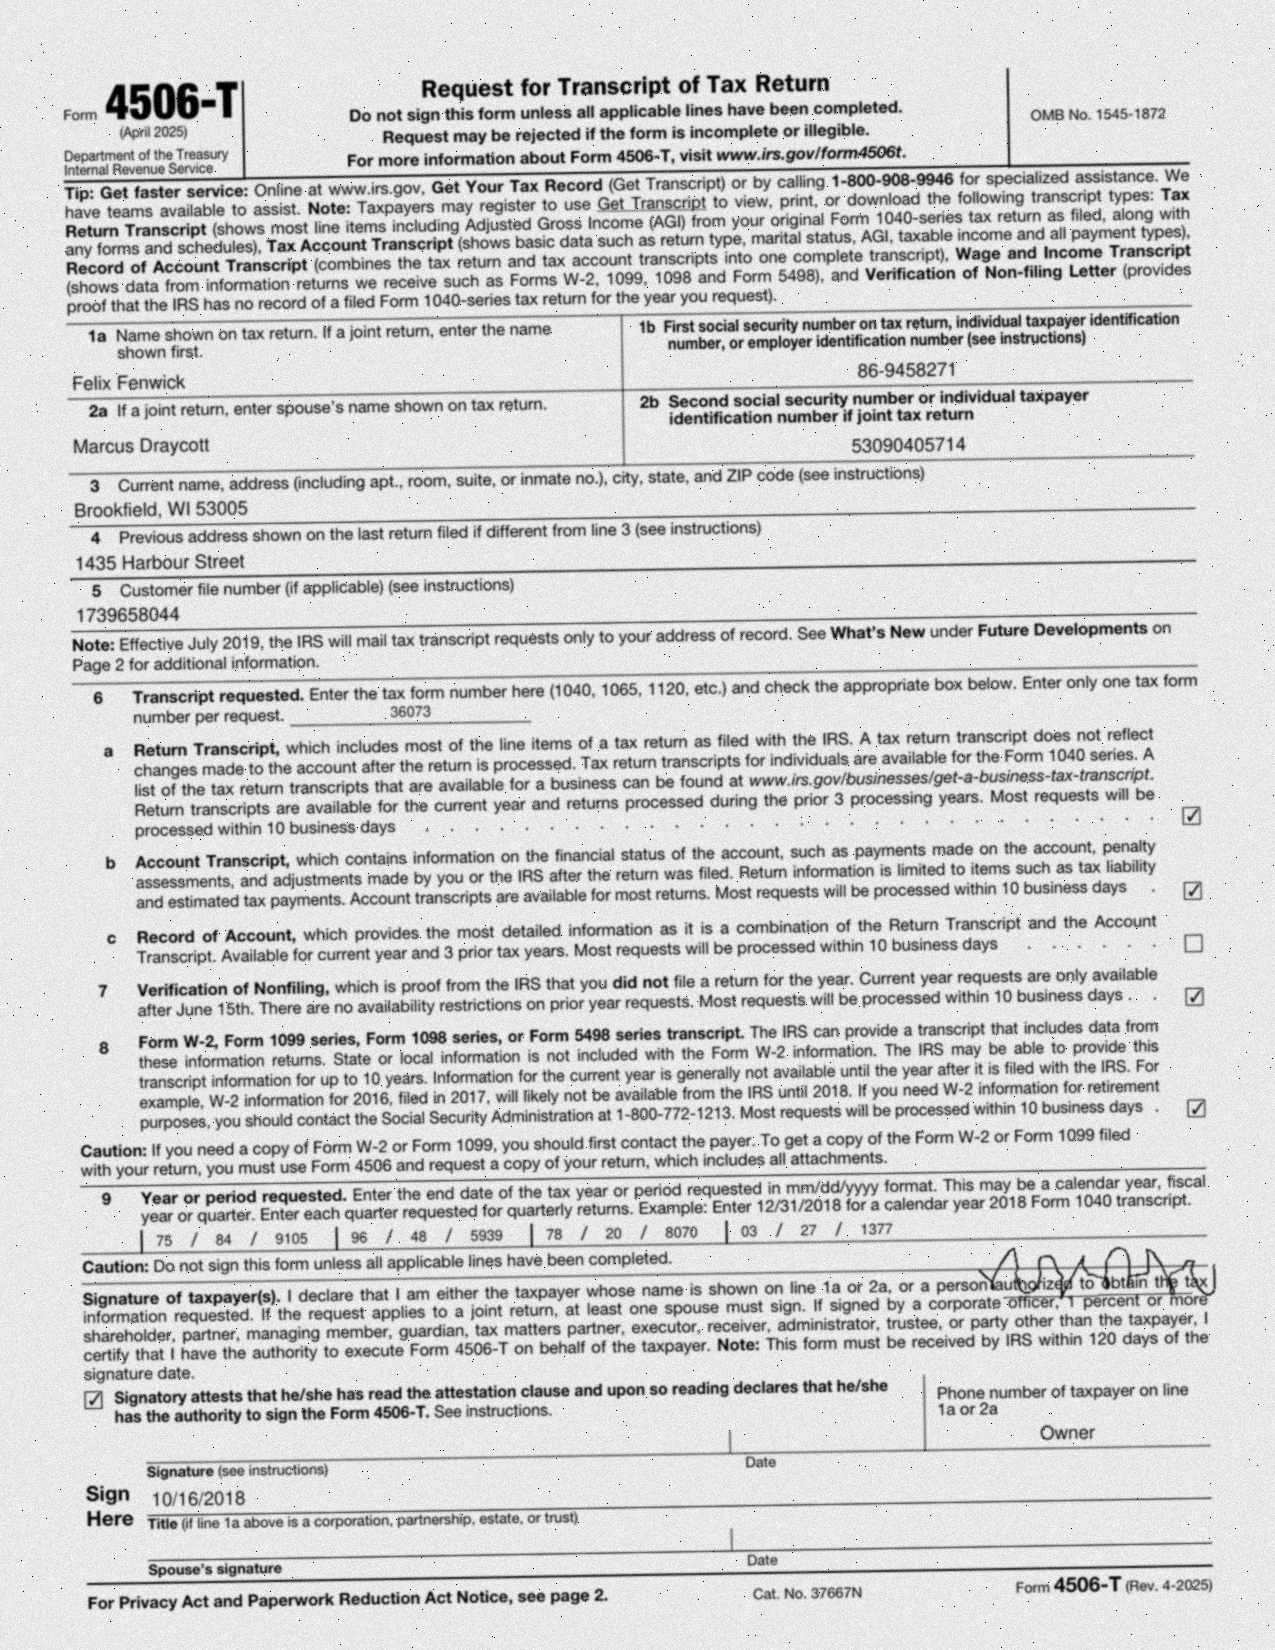 Form 4506-T
(April 2025)
Department of the Treasury
Internal Revenue Service
Request for Transcript of Tax Return
Do not sign this form unless all applicable lines have been completed.
Request may be rejected if the form is incomplete or illegible.
For more information about Form 4506-T, visit www.irs.gov/form4506t.
OMB No. 1545-1872
Tip: Get faster service: Online at www.irs.gov, Get Your Tax Record (Get Transcript) or by calling 1-800-908-9946 for specialized assistance. We
have teams available to assist. Note: Taxpayers may register to use Get Transcript to view, print, or download the following transcript types: Tax
Return Transcript (shows most line items including Adjusted Gross Income (AGI) from your original Form 1040-series tax return as filed, along with
any forms and schedules), Tax Account Transcript (shows basic data such as return type, marital status, AGI, taxable income and all payment types),
Record of Account Transcript (combines the tax return and tax account transcripts into one complete transcript), Wage and Income Transcript
(shows data from information returns we receive such as Forms W-2, 1099, 1098 and Form 5498), and Verification of Non-filing Letter (provides
proof that the IRS has no record of a filed Form 1040-series tax return for the year you request).
1a Name shown on tax return. If a joint return, enter the name
shown first.
Felix Fenwick
1b First social security number on tax return, individual taxpayer identification
number, or employer identification number (see instructions)
86-9458271
2a If a joint return, enter spouse's name shown on tax return.
Marcus Draycott
2b Second social security number or individual taxpayer
identification number if joint tax return
53090405714
3 Current name, address (including apt., room, suite, or inmate no.), city, state, and ZIP code (see instructions)
Brookfield, WI 53005
4 Previous address shown on the last return filed if different from line 3 (see instructions)
1435 Harbour Street
5 Customer file number (if applicable) (see instructions)
1739658044
Note: Effective July 2019, the IRS will mail tax transcript requests only to your address of record. See What's New under Future Developments on
Page 2 for additional information.
6 Transcript requested. Enter the tax form number here (1040, 1065, 1120, etc.) and check the appropriate box below. Enter only one tax form
number per request. 36073
a Return Transcript, which includes most of the line items of a tax return as filed with the IRS. A tax return transcript does not reflect
changes made to the account after the return is processed. Tax return transcripts for individuals are available for the Form 1040 series. A
list of the tax return transcripts that are available for a business can be found at www.irs.gov/businesses/get-a-business-tax-transcript.
Return transcripts are available for the current year and returns processed during the prior 3 processing years. Most requests will be
processed within 10 business days . . . . . . . . . . . . . . . . . . . . . . . . . . ☑
b Account Transcript, which contains information on the financial status of the account, such as payments made on the account, penalty
assessments, and adjustments made by you or the IRS after the return was filed. Return information is limited to items such as tax liability
and estimated tax payments. Account transcripts are available for most returns. Most requests will be processed within 10 business days . ☑
c Record of Account, which provides the most detailed information as it is a combination of the Return Transcript and the Account
Transcript. Available for current year and 3 prior tax years. Most requests will be processed within 10 business days . . . . . . ☐
7 Verification of Nonfiling, which is proof from the IRS that you did not file a return for the year. Current year requests are only available
after June 15th. There are no availability restrictions on prior year requests. Most requests will be processed within 10 business days . . ☑
8 Form W-2, Form 1099 series, Form 1098 series, or Form 5498 series transcript. The IRS can provide a transcript that includes data from
these information returns. State or local information is not included with the Form W-2 information. The IRS may be able to provide this
transcript information for up to 10 years. Information for the current year is generally not available until the year after it is filed with the IRS. For
example, W-2 information for 2016, filed in 2017, will likely not be available from the IRS until 2018. If you need W-2 information for retirement
purposes, you should contact the Social Security Administration at 1-800-772-1213. Most requests will be processed within 10 business days . ☑
Caution: If you need a copy of Form W-2 or Form 1099, you should first contact the payer. To get a copy of the Form W-2 or Form 1099 filed
with your return, you must use Form 4506 and request a copy of your return, which includes all attachments.
9 Year or period requested. Enter the end date of the tax year or period requested in mm/dd/yyyy format. This may be a calendar year, fiscal
year or quarter. Enter each quarter requested for quarterly returns. Example: Enter 12/31/2018 for a calendar year 2018 Form 1040 transcript.
75 / 84 / 9105 96 / 48 / 5939 78 / 20 / 8070 03 / 27 / 1377
Caution: Do not sign this form unless all applicable lines have been completed.
Signature of taxpayer(s). I declare that I am either the taxpayer whose name is shown on line 1a or 2a, or a person authorized to obtain the tax
information requested. If the request applies to a joint return, at least one spouse must sign. If signed by a corporate officer, 1 percent or more
shareholder, partner, managing member, guardian, tax matters partner, executor, receiver, administrator, trustee, or party other than the taxpayer, I
certify that I have the authority to execute Form 4506-T on behalf of the taxpayer. Note: This form must be received by IRS within 120 days of the
signature date.
☑ Signatory attests that he/she has read the attestation clause and upon so reading declares that he/she
has the authority to sign the Form 4506-T. See instructions.
Phone number of taxpayer on line
1a or 2a
Owner
Signature (see instructions)
Date
Sign
Here
10/16/2018
Title (if line 1a above is a corporation, partnership, estate, or trust)
Spouse's signature
Date
For Privacy Act and Paperwork Reduction Act Notice, see page 2.
Cat. No. 37667N
Form 4506-T (Rev. 4-2025)